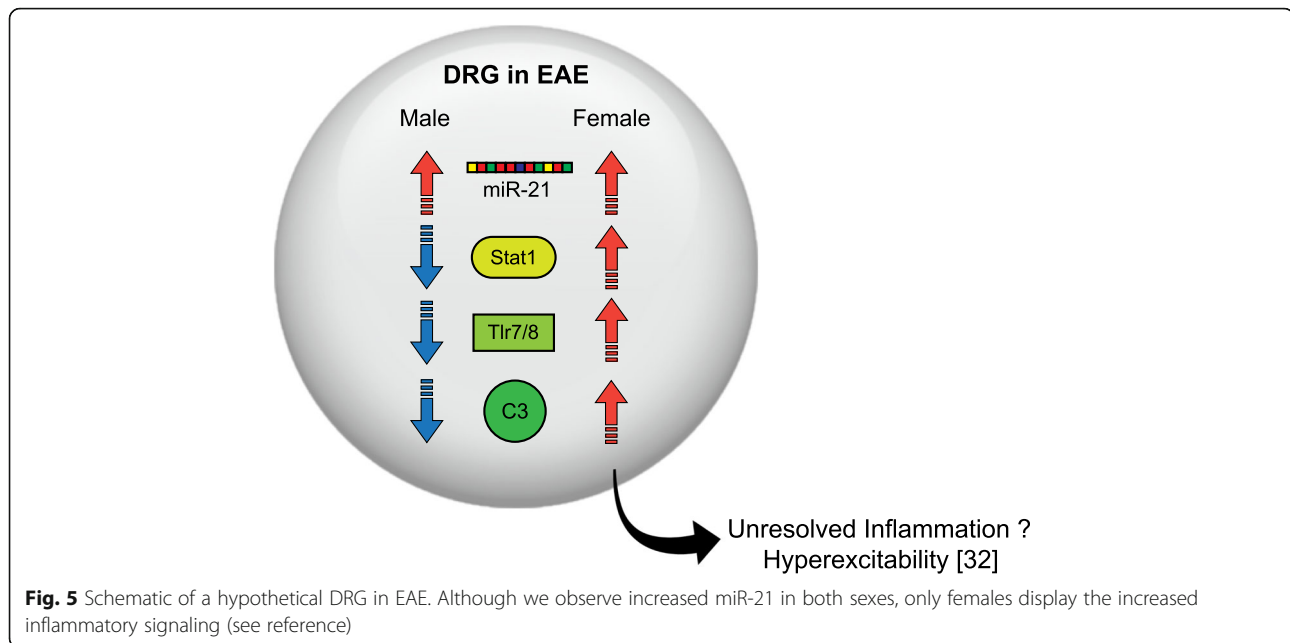 DRG in EAE
Male Female
miR-21
Stat1
Tlr7/8
C3
Unresolved Inflammation ?
Hyperexcitability [32]
Fig. 5 Schematic of a hypothetical DRG in EAE. Although we observe increased miR-21 in both sexes, only females display the increased
inflammatory signaling (see reference)